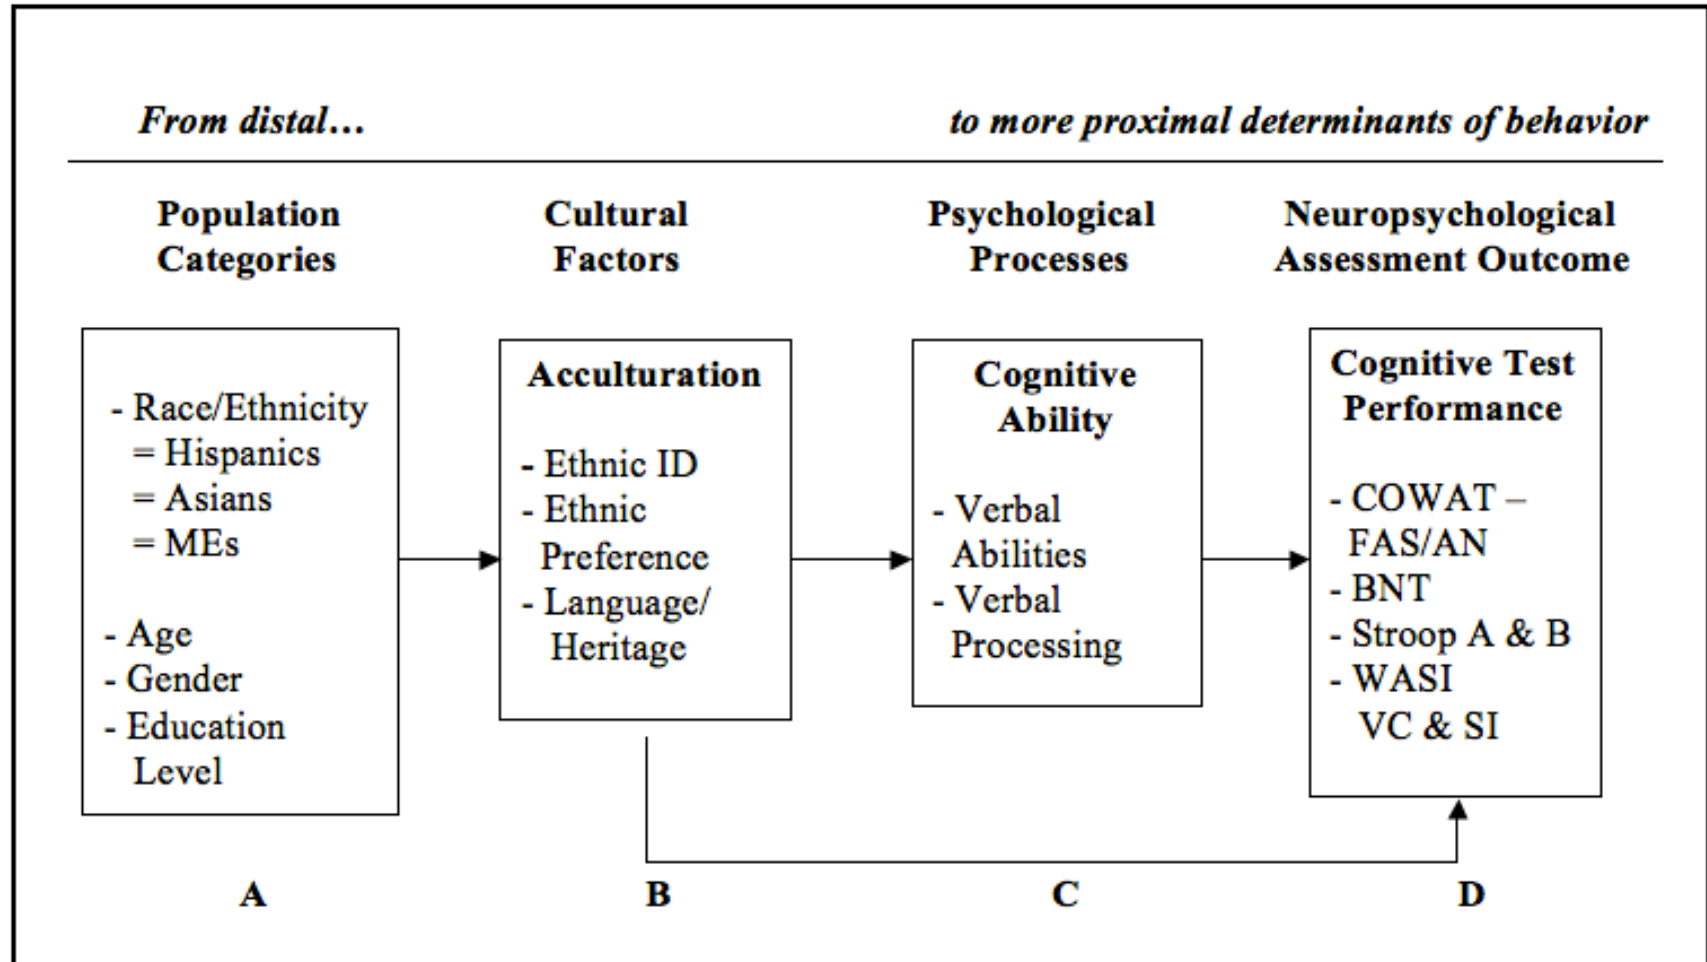 From distal…
to more proximal determinants of behavior
Population
Categories
Cultural
Factors
Psychological
Processes
Neuropsychological
Assessment Outcome
- Race/Ethnicity
= Hispanics
= Asians
= MEs
- Age
- Gender
- Education
Level
Acculturation
- Ethnic ID
- Ethnic
Preference
- Language/
Heritage
Cognitive
Ability
- Verbal
Abilities
- Verbal
Processing
Cognitive Test
Performance
- COWAT –
FAS/AN
- BNT
- Stroop A & B
- WASI
VC & SI
A
B
C
D